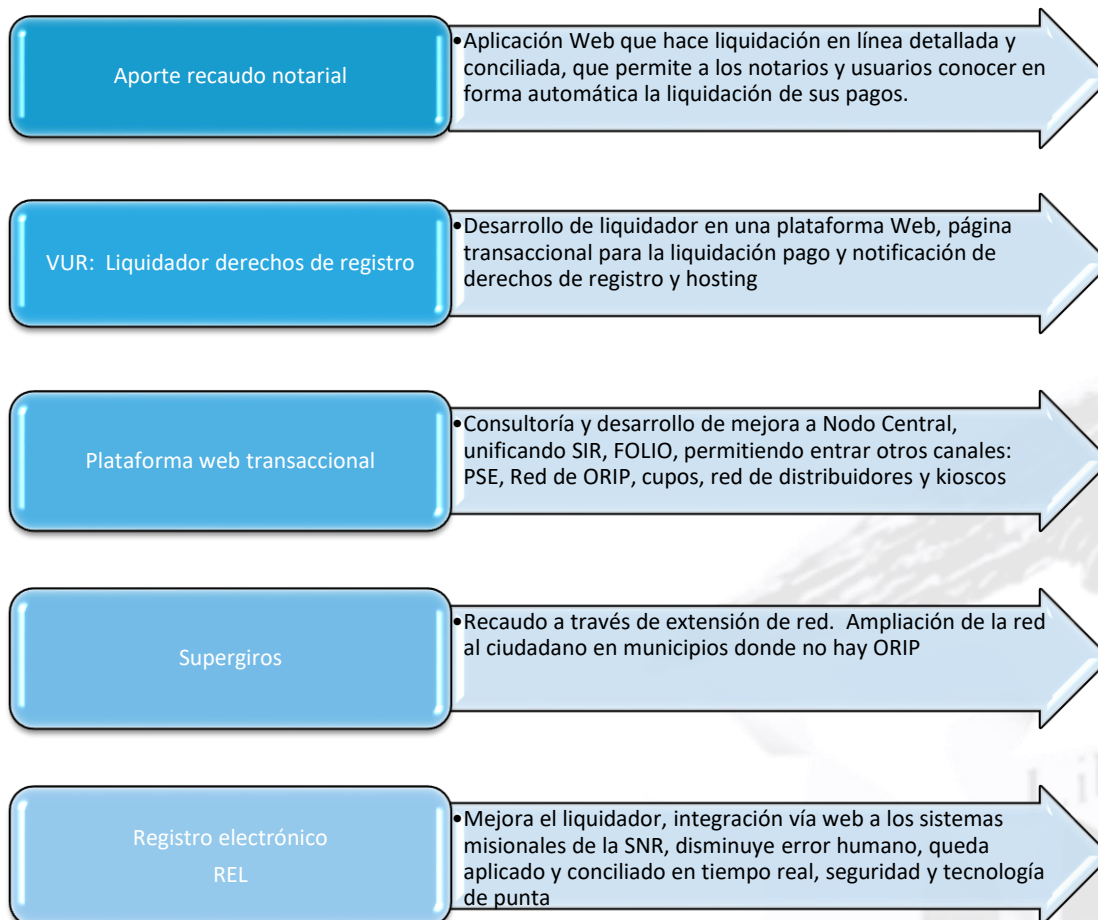 Aporte recaudo notarial
•Aplicación Web que hace liquidación en línea detallada y
conciliada, que permite a los notarios y usuarios conocer en
forma automática la liquidación de sus pagos.
VUR:  Liquidador derechos de registro
•Desarrollo de liquidador en una plataforma Web, página
transaccional para la liquidación pago y notificación de
derechos de registro y hosting
Plataforma web transaccional
•Consultoría y desarrollo de mejora a Nodo Central,
unificando SIR, FOLIO, permitiendo entrar otros canales:
PSE, Red de ORIP, cupos, red de distribuidores y kioscos
Supergiros
•Recaudo a través de extensión de red.  Ampliación de la red
al ciudadano en municipios donde no hay ORIP
Registro electrónico
REL
•Mejora el liquidador, integración vía web a los sistemas
misionales de la SNR, disminuye error humano, queda
aplicado y conciliado en tiempo real, seguridad y tecnología
de punta